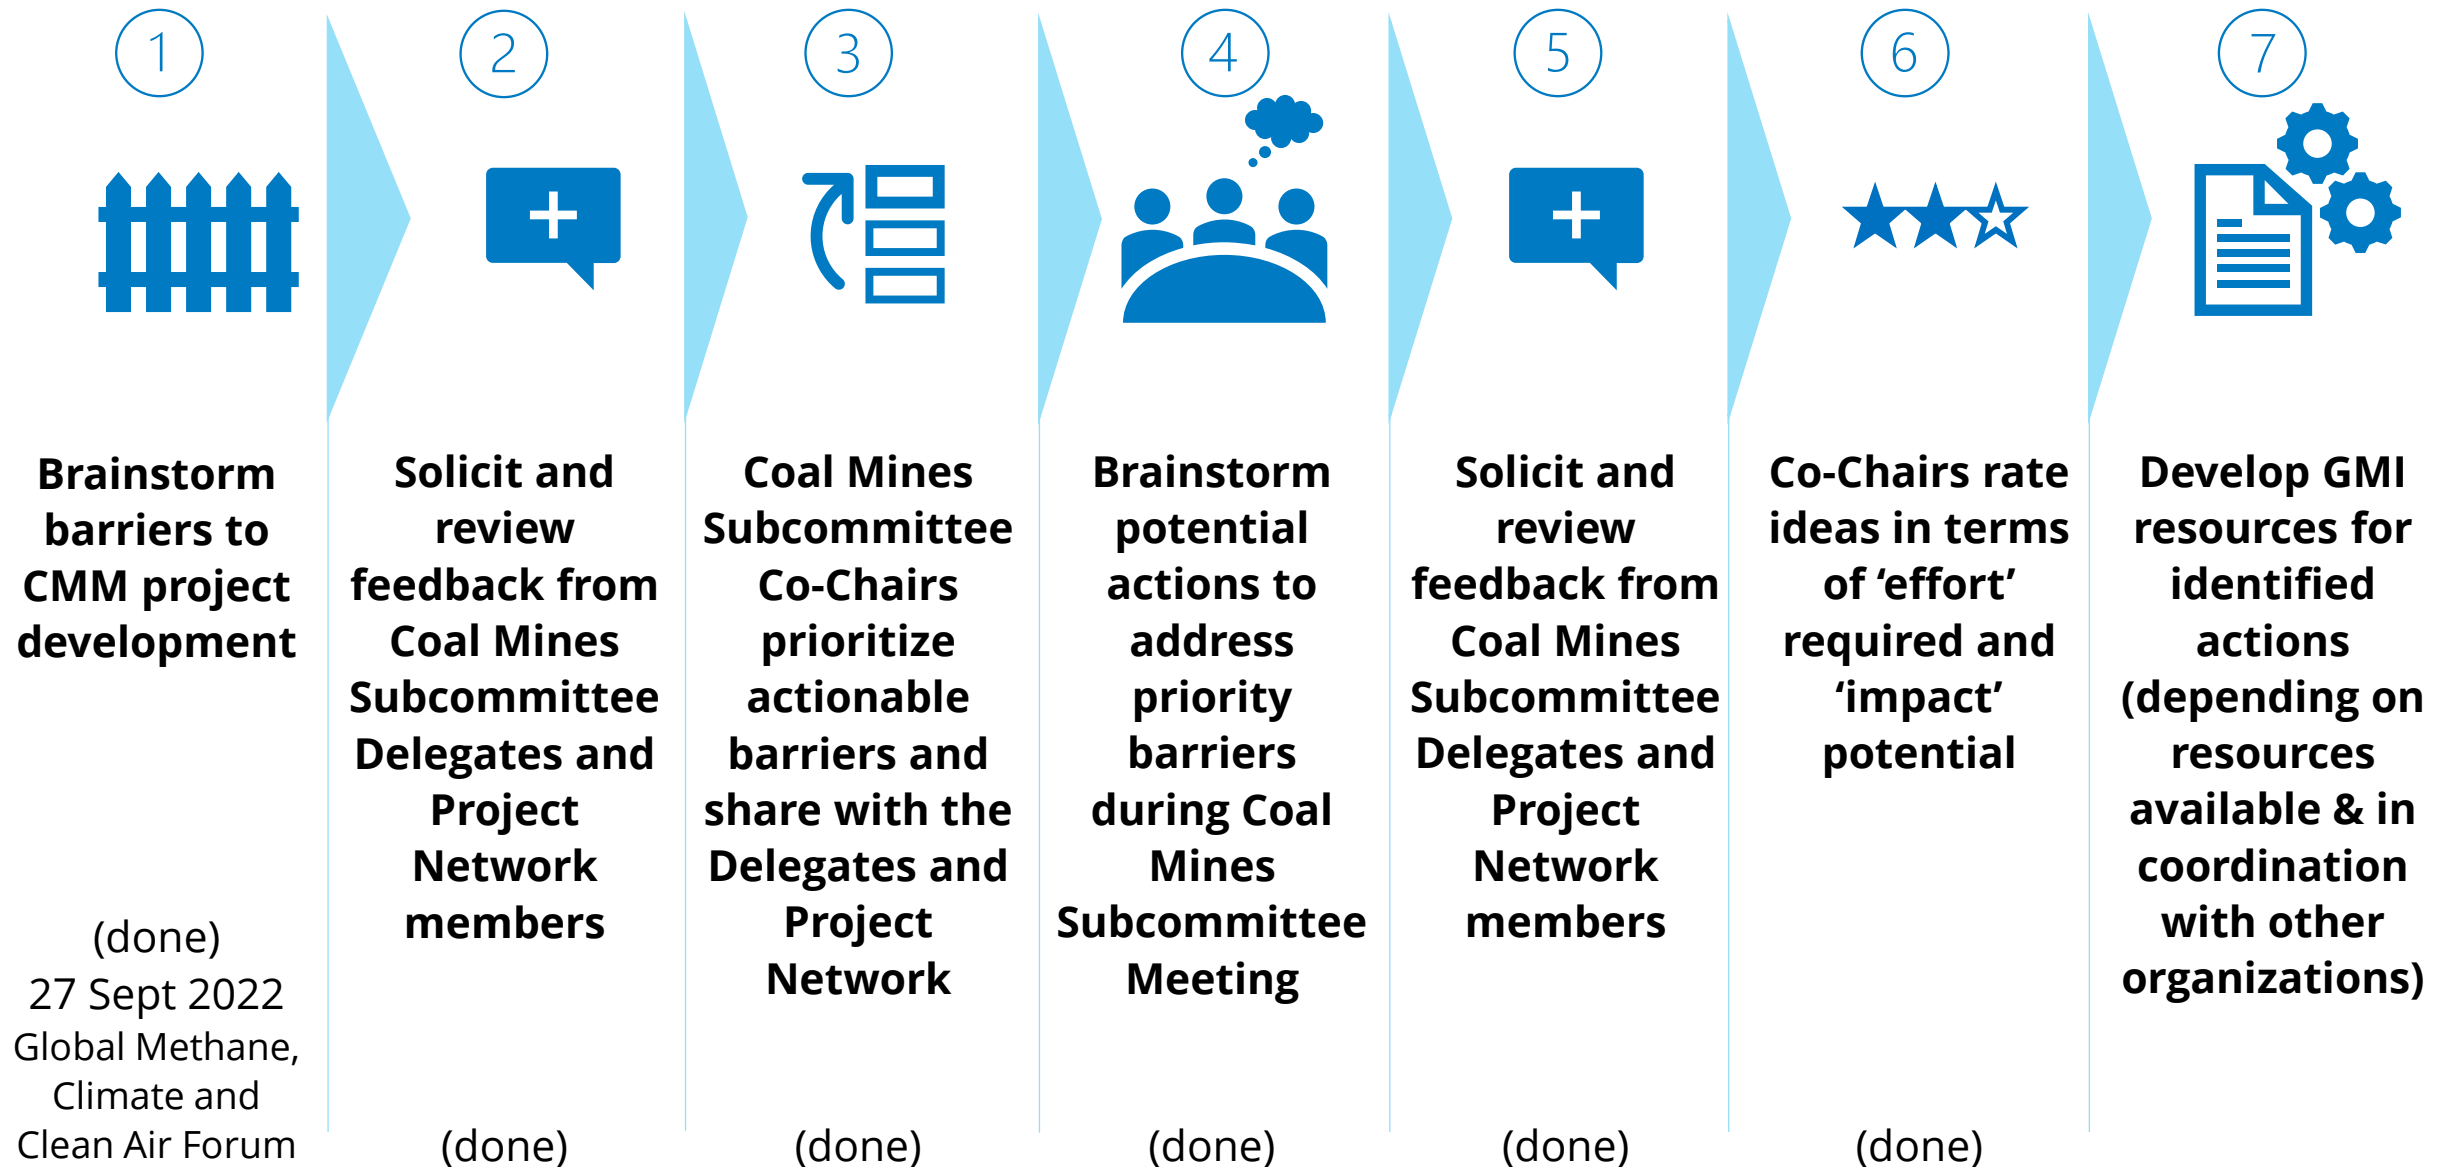 1
Brainstorm
barriers to
CMM project
development
(done)
27 Sept 2022
Global Methane,
Climate and
Clean Air Forum
2
Solicit and
review
feedback from
Coal Mines
Subcommittee
Delegates and
Project
Network
members
(done)
3
Coal Mines
Subcommittee
Co-Chairs
prioritize
actionable
barriers and
share with the
Delegates and
Project
Network
(done)
4
Brainstorm
potential
actions to
address
priority
barriers
during Coal
Mines
Subcommittee
Meeting
(done)
5
Solicit and
review
feedback from
Coal Mines
Subcommittee
Delegates and
Project
Network
members
(done)
6
Co-Chairs rate
ideas in terms
of ‘effort’
required and
‘impact’
potential
(done)
7
Develop GMI
resources for
identified
actions
(depending on
resources
available & in
coordination
with other
organizations)